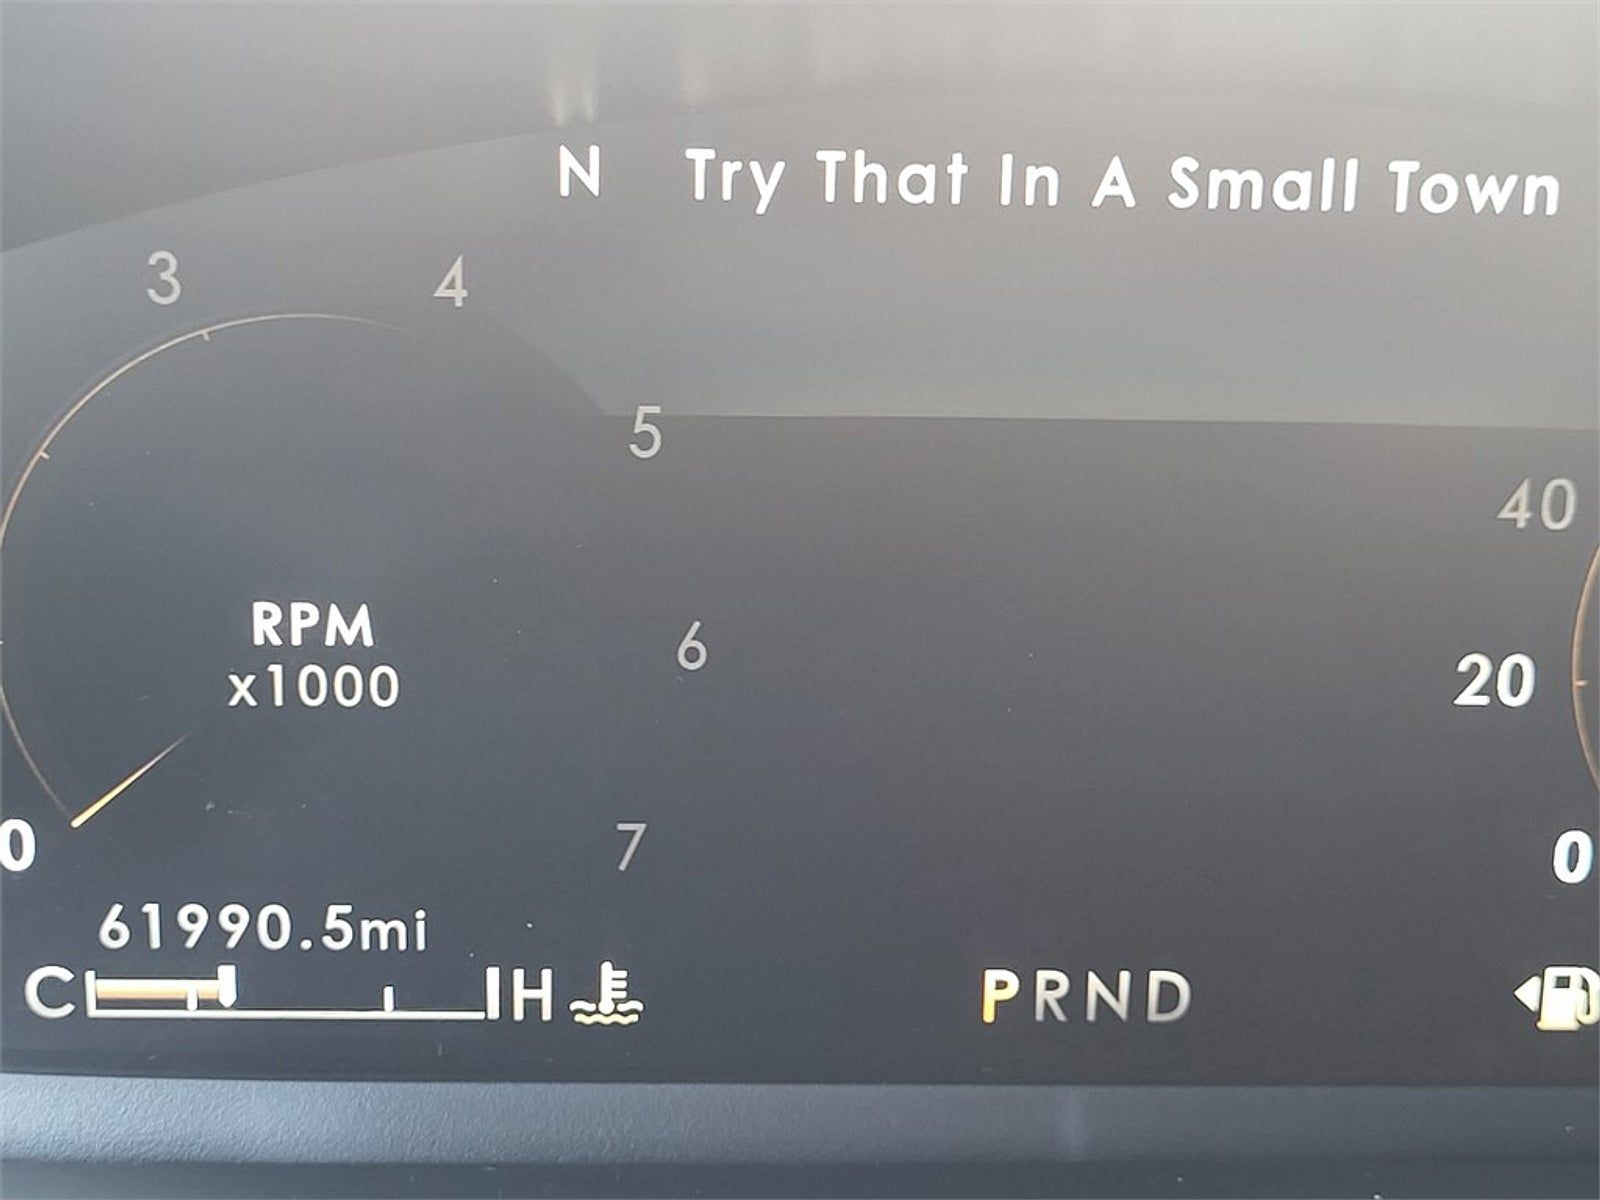 N Try That In A Small Town
3 4
5
40
RPM
x1000
6
20
0 7 0
61990.5mi
C H
PRND